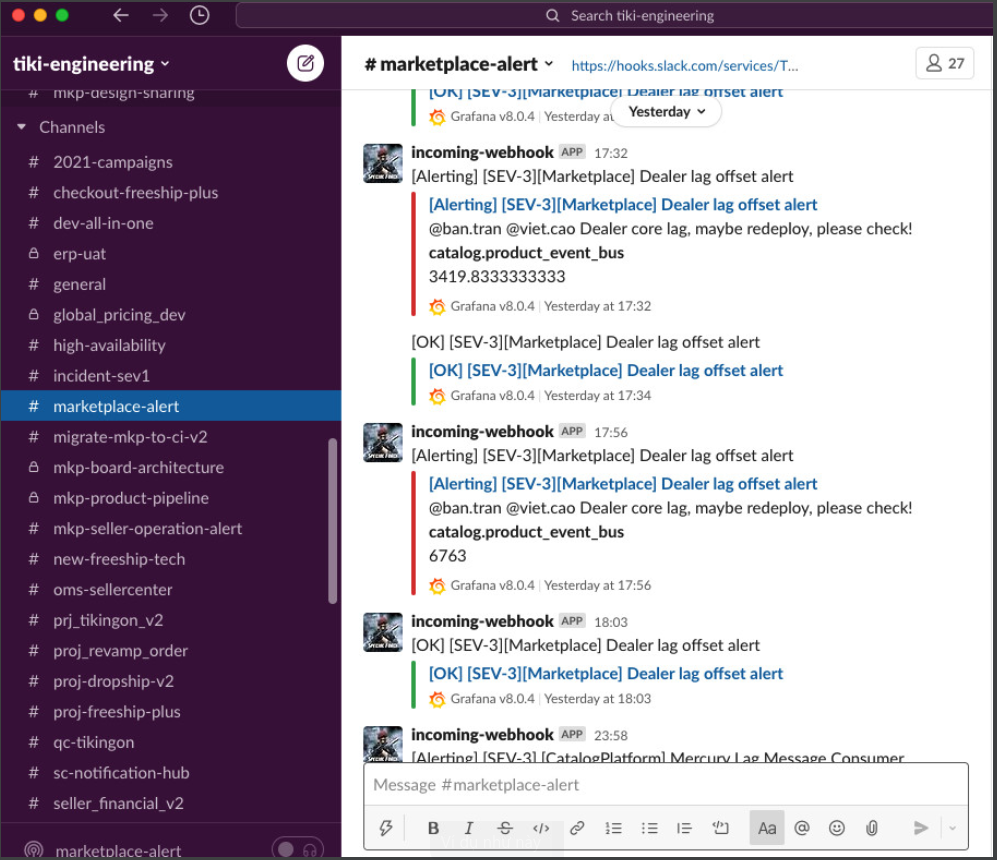 Search tiki-engineering
tiki-engineering
# mkp-design-sharing
Channels
# 2021-campaigns
# checkout-freeship-plus
# dev-all-in-one
erp-uat
# general
global_pricing_dev
# high-availability
# incident-sev1
# marketplace-alert
# migrate-mkp-to-ci-v2
mkp-board-architecture
mkp-product-pipeline
# mkp-seller-operation-alert
# new-freeship-tech
# oms-sellercenter
# prj_tikingon_v2
# proj_revamp_order
# proj-dropship-v2
# proj-freeship-plus
# qc-tikingon
# sc-notification-hub
# seller_financial_v2
marketplace-alert
# marketplace-alert https://hooks.slack.com/services/T... 27
[OK] [SEV-3][Marketplace] Dealer lag offset alert
Grafana v8.0.4 | Yesterday at
Yesterday
incoming-webhook APP 17:32
[Alerting] [SEV-3][Marketplace] Dealer lag offset alert
[Alerting] [SEV-3][Marketplace] Dealer lag offset alert
@ban.tran @viet.cao Dealer core lag, maybe redeploy, please check!
catalog.product_event_bus
3419.8333333333
Grafana v8.0.4 | Yesterday at 17:32
[OK] [SEV-3][Marketplace] Dealer lag offset alert
[OK] [SEV-3][Marketplace] Dealer lag offset alert
Grafana v8.0.4 | Yesterday at 17:34
incoming-webhook APP 17:56
[Alerting] [SEV-3][Marketplace] Dealer lag offset alert
[Alerting] [SEV-3][Marketplace] Dealer lag offset alert
@ban.tran @viet.cao Dealer core lag, maybe redeploy, please check!
catalog.product_event_bus
6763
Grafana v8.0.4 | Yesterday at 17:56
incoming-webhook APP 18:03
[OK] [SEV-3][Marketplace] Dealer lag offset alert
[OK] [SEV-3][Marketplace] Dealer lag offset alert
Grafana v8.0.4 | Yesterday at 18:03
incoming-webhook APP 23:58
[Alerting] [SEV-3] [CatalogPlatform] Mercury Lag Message Consumer
Message #marketplace-alert
B I S </> Aa @